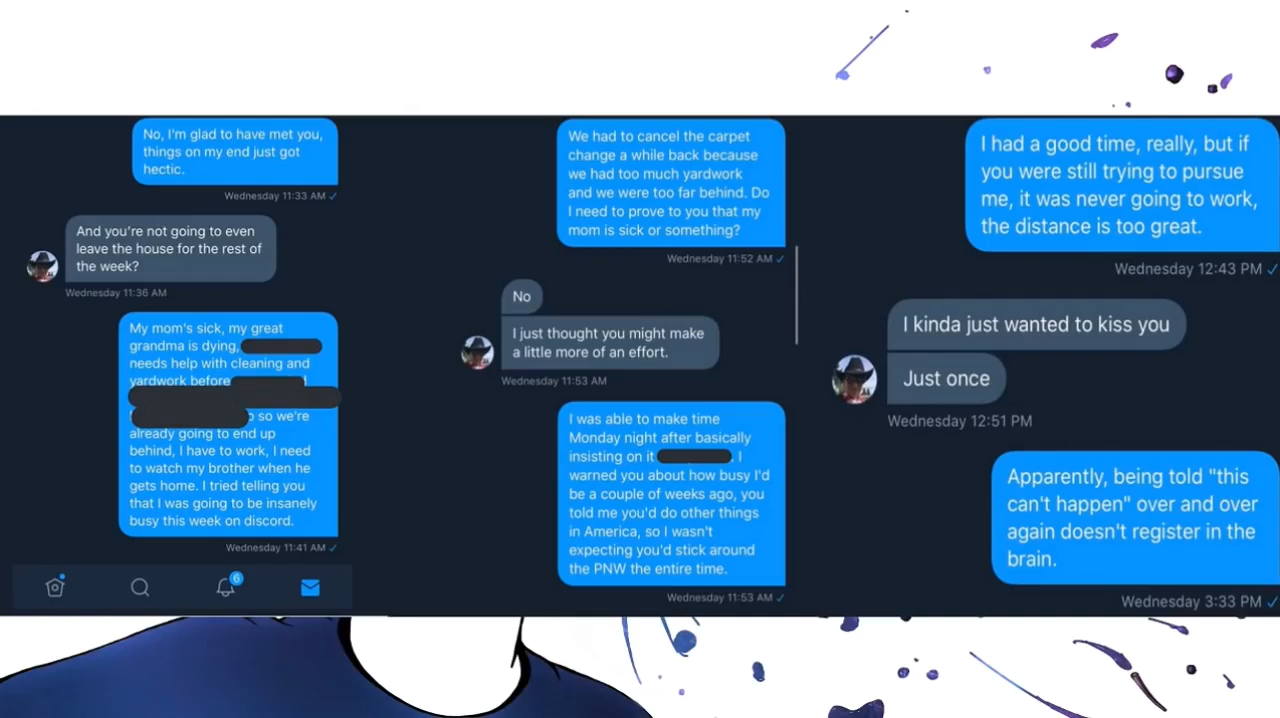 No, I'm glad to have met you,
things on my end just got
hectic.
Wednesday 11:33 AM ✓
And you're not going to even
leave the house for the rest of
the week?
Wednesday 11:36 AM
My mom's sick, my great
grandma is dying,
needs help with cleaning and
yardwork before
so we're
already going to end up
behind, I have to work, I need
to watch my brother when he
gets home. I tried telling you
that I was going to be insanely
busy this week on discord.
Wednesday 11:41 AM ✓
6
We had to cancel the carpet
change a while back because
we had too much yardwork
and we were too far behind. Do
I need to prove to you that my
mom is sick or something?
Wednesday 11:52 AM ✓
No
I just thought you might make
a little more of an effort.
Wednesday 11:53 AM
I was able to make time
Monday night after basically
insisting on it . I
warned you about how busy I'd
be a couple of weeks ago, you
told me you'd do other things
in America, so I wasn't
expecting you'd stick around
the PNW the entire time.
Wednesday 11:53 AM ✓
I had a good time, really, but if
you were still trying to pursue
me, it was never going to work,
the distance is too great.
Wednesday 12:43 PM ✓
I kinda just wanted to kiss you
Just once
Wednesday 12:51 PM
Apparently, being told "this
can't happen" over and over
again doesn't register in the
brain.
Wednesday 3:33 PM ✓